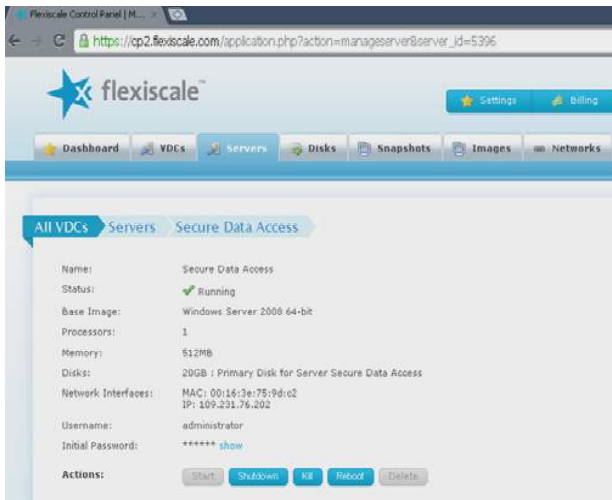 Flexiscale Control Panel | M...
https://cp2.flexiscale.com/application.php?action=manageserver&server_id=5396
flexiscale™
Settings Billing
Dashboard VDCs Servers Disks Snapshots Images Networks
All VDCs Servers Secure Data Access
Name: Secure Data Access
Status: Running
Base Image: Windows Server 2008 64-bit
Processors: 1
Memory: 512MB
Disks: 20GB : Primary Disk for Server Secure Data Access
Network Interfaces: MAC: 00:16:3e:75:9d:c2
IP: 109.231.76.202
Username: administrator
Initial Password: ****** show
Actions: Start Shutdown Kill Reboot Delete